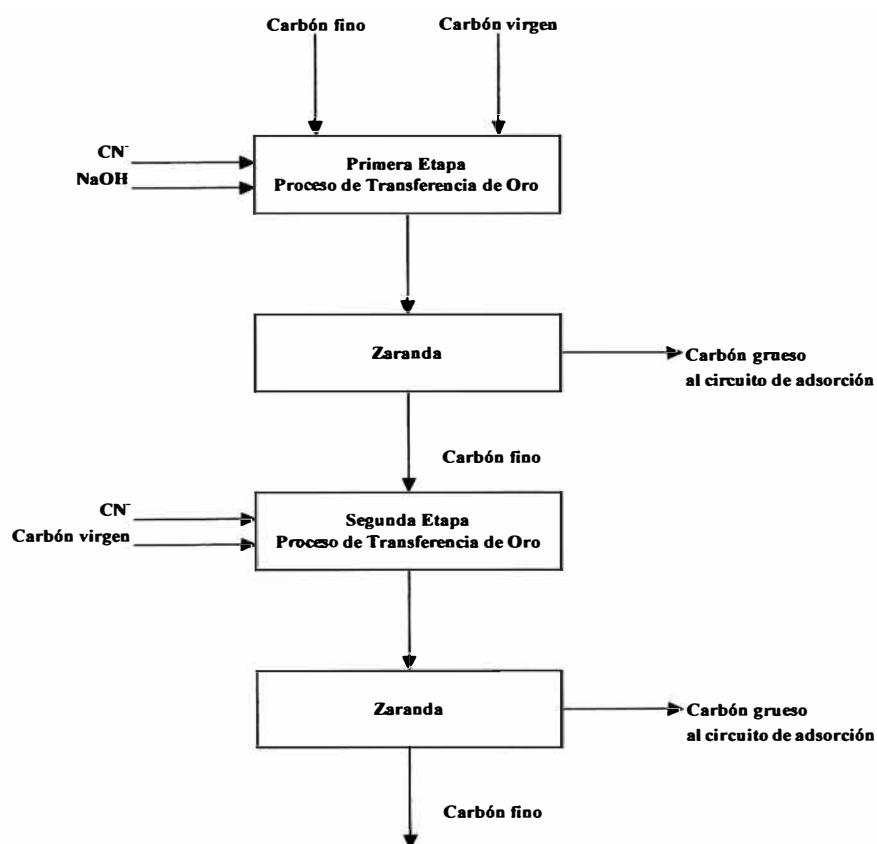 Carbón fino
Carbón virgen
CN⁻
NaOH
Primera Etapa
Proceso de Transferencia de Oro
Zaranda
Carbón grueso
al circuito de adsorción
Carbón fino
CN⁻
Carbón virgen
Segunda Etapa
Proceso de Transferencia de Oro
Zaranda
Carbón grueso
al circuito de adsorción
Carbón fino